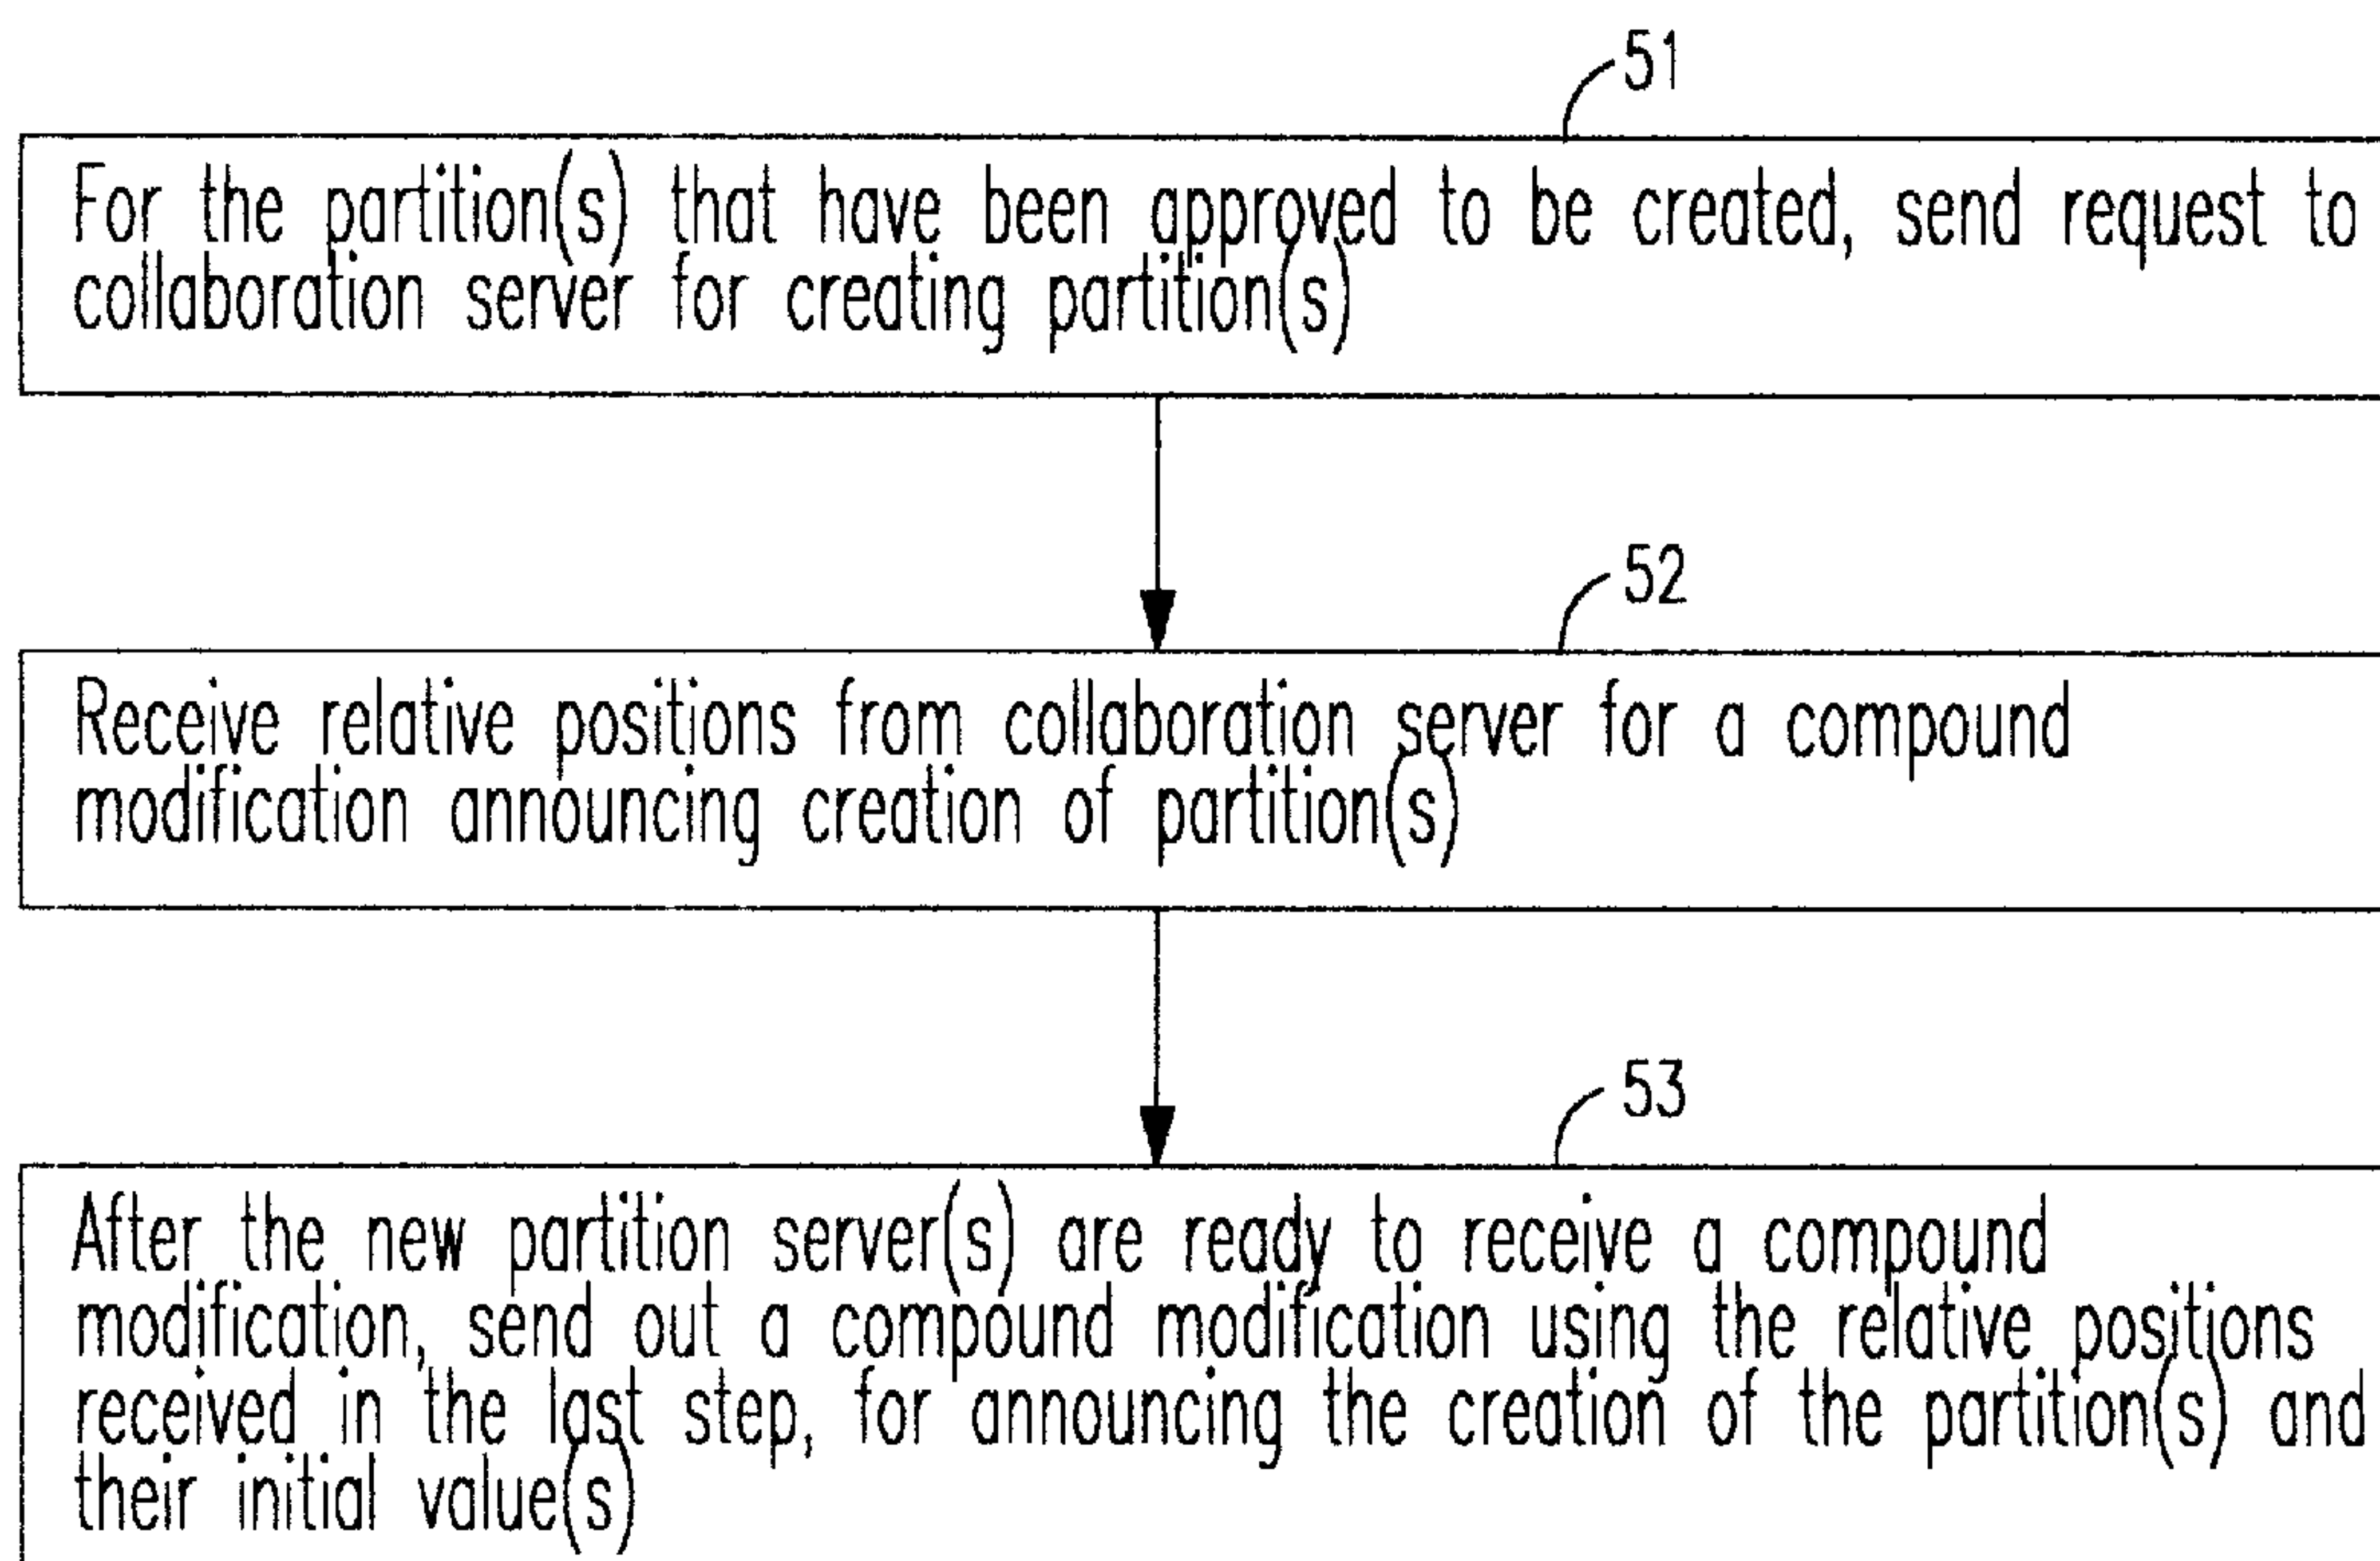 51
For the partition(s) that have been approved to be created, send request to
collaboration server for creating partition(s)
52
Receive relative positions from collaboration server for a compound
modification announcing creation of partition(s)
53
After the new partition server(s) are ready to receive a compound
modification, send out a compound modification using the relative positions
received in the last step, for announcing the creation of the partition(s) and
their initial value(s)